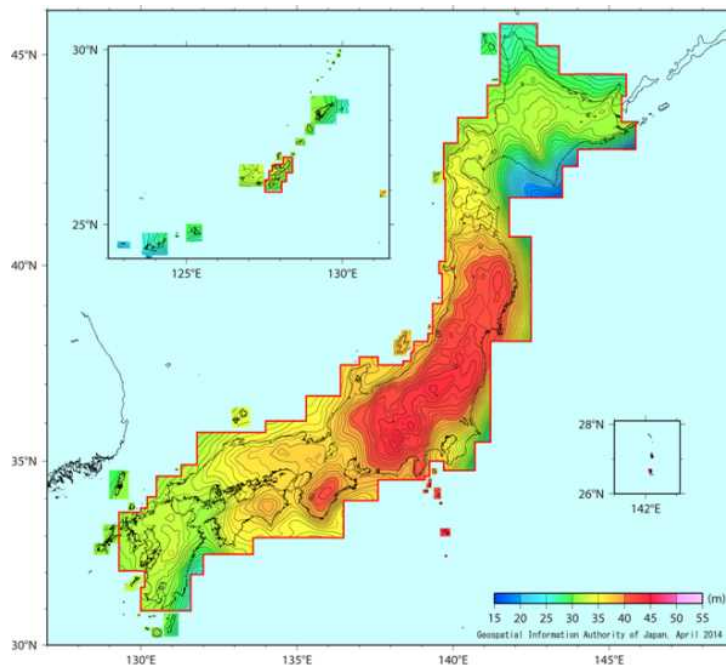 45°N
30°N
25°N
125°E 130°E
40°N
35°N
28°N
26°N
142°E
(m)
15 20 25 30 35 40 45 50 55
Geospatial Information Authority of Japan. April 2014
30°N
130°E 135°E 140°E 145°E